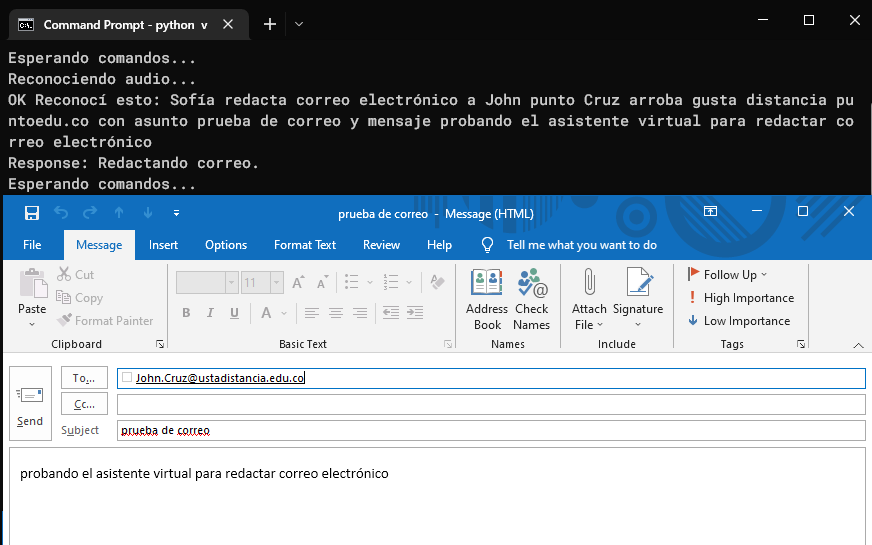 Command Prompt - python v
Esperando comandos...
Reconociendo audio...
OK Reconocí esto: Sofía redacta correo electrónico a John punto Cruz arroba gusta distancia pu
ntoedu.co con asunto prueba de correo y mensaje probando el asistente virtual para redactar co
rreo electrónico
Response: Redactando correo.
Esperando comandos...
prueba de correo - Message (HTML)
File Message Insert Options Format Text Review Help Tell me what you want to do
Paste
Cut
Copy
Format Painter
Clipboard
11
B I U A
Basic Text
Address Book
Check Names
Names
Attach File
Signature
Include
Follow Up
High Importance
Low Importance
Tags
Send
To...
John.Cruz@ustadistancia.edu.co
Cc...
Subject
prueba de correo
probando el asistente virtual para redactar correo electrónico